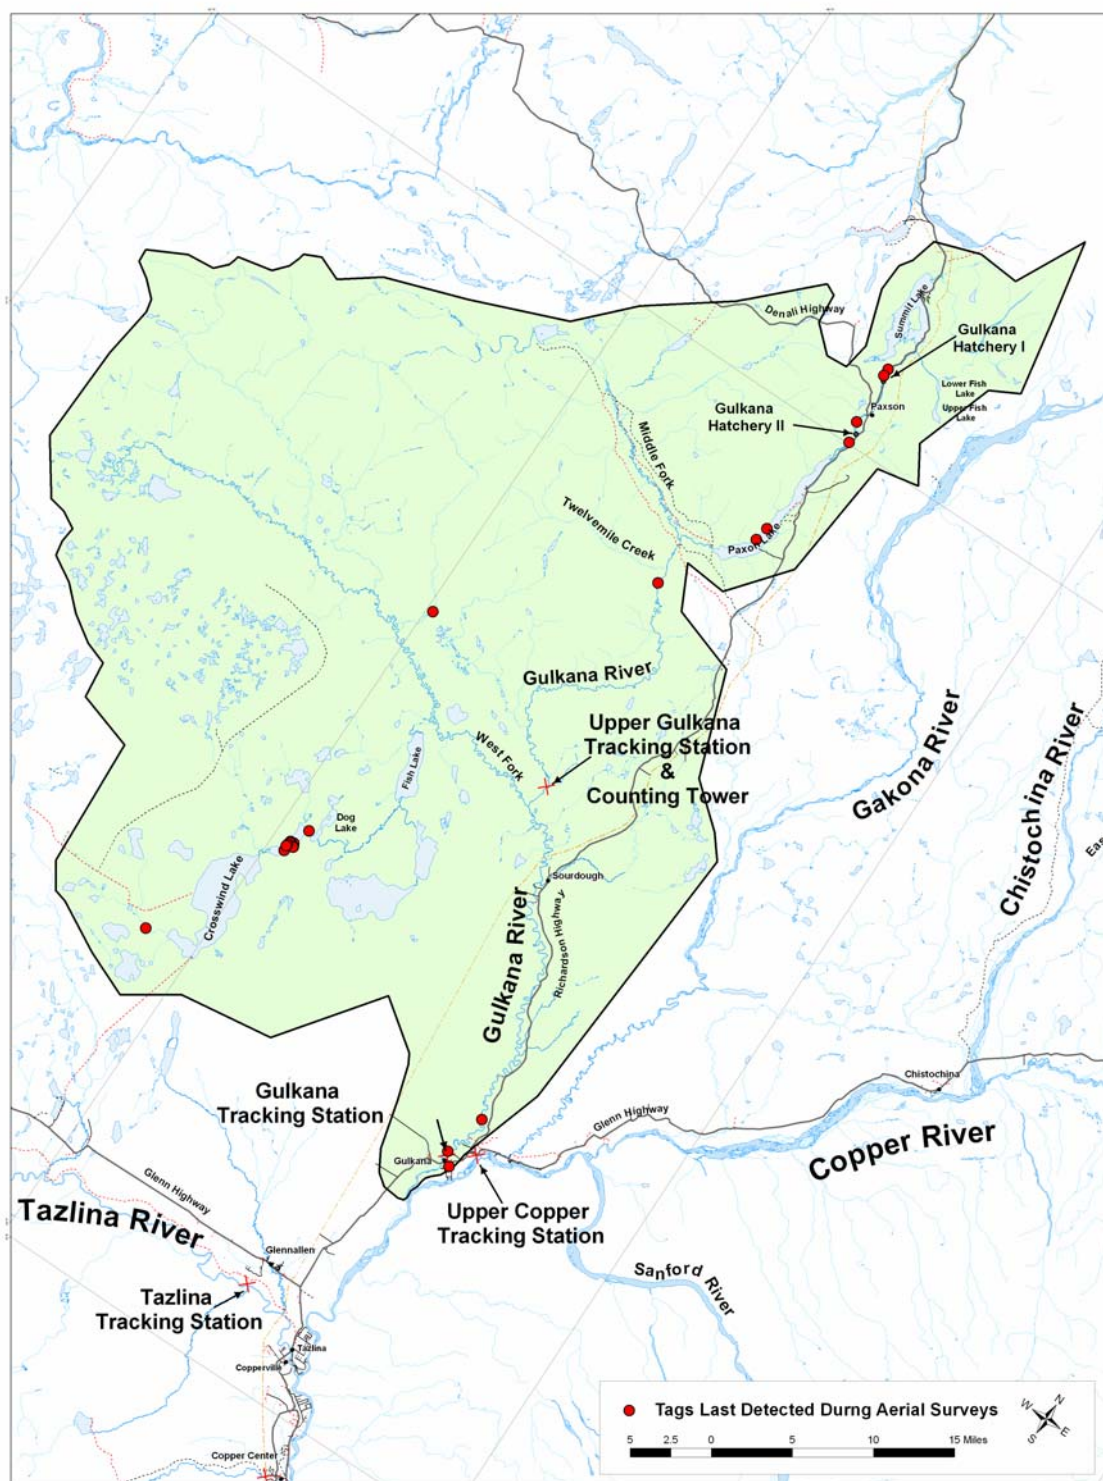 Summit Lake
Denali Highway
Gulkana
Hatchery I
Lower Fish
Lake
Upper Fish
Lake
Paxson
Gulkana
Hatchery II
Middle Fork
Twelvemile Creek
Paxon Lake
Gulkana River
Upper Gulkana
Tracking Station
&
Counting Tower
West Fork
Fish Lake
Dog
Lake
Crosswind Lake
Gakona River
Chistochina River
Eas
Sourdough
Gulkana River
Richardson Highway
Gulkana
Tracking Station
Chistochina
Glenn Highway
Copper River
Gulkana
Upper Copper
Tracking Station
Glenn Highway
Tazlina River
Glennallen
Sanford River
Tazlina
Tracking Station
Tazlina
Copperville
Copper Center
Tags Last Detected Durng Aerial Surveys
N
W
E
S
5 2.5 0 5 10 15 Miles